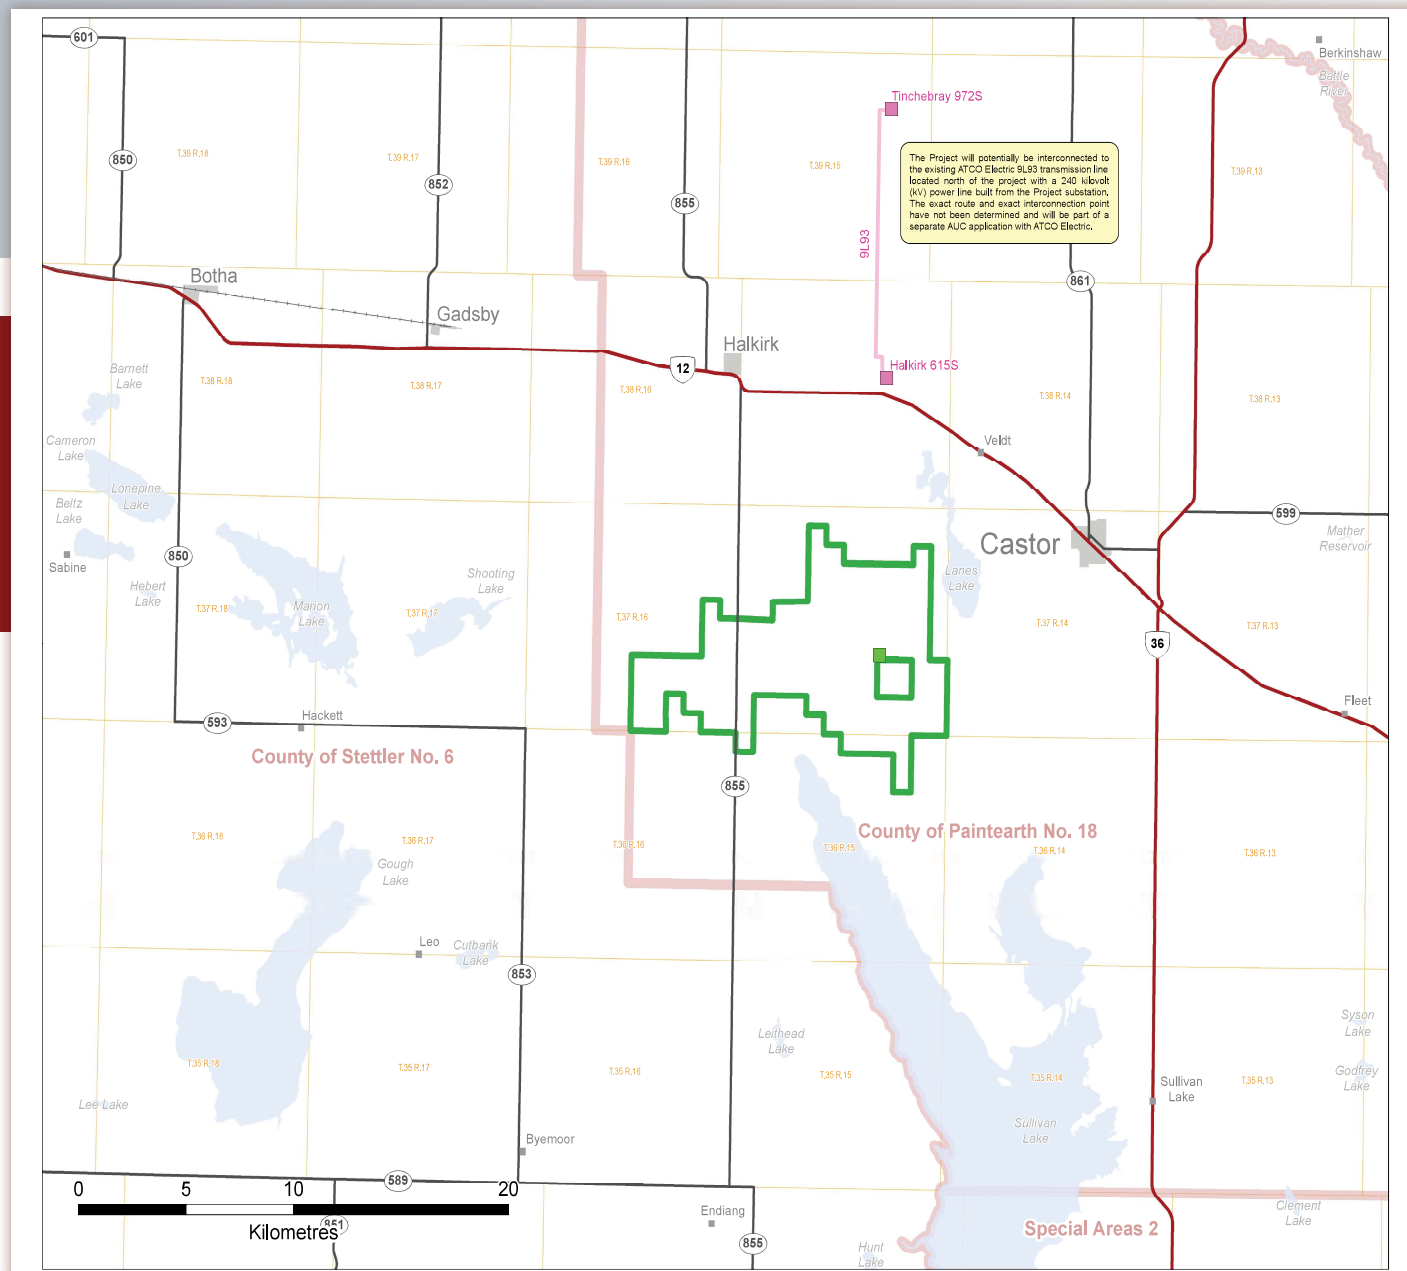 601
Berkinshaw
Battle
River
Tinchebray 972S
850
T.39 R.18
T.39 R.17
852
T.39 R.16
855
T.39 R.15
The Project will potentially be interconnected to
the existing ATCO Electric 9L93 transmission line
located north of the project with a 240 kilovolt
(kV) power line built from the Project substation.
The exact route and exact interconnection point
have not been determined and will be part of a
separate AUC application with ATCO Electric.
T.39 R.13
9L93
861
Botha
Gadsby
Halkirk
12
Halkirk 615S
Barnett
Lake
T.38 R.18
T.38 R.17
T.38 R.16
T.38 R.14
T.38 R.13
Cameron
Lake
Veldt
Lonepine
Lake
Beltz
Lake
599
Mather
Reservoir
Castor
850
Sabine
Hebert
Lake
Shooting
Lake
Lanes
Lake
T.37 R.18
Marion
Lake
T.37 R.17
T.37 R.16
T.37 R.14
T.37 R.13
36
Fleet
Hackett
593
County of Stettler No. 6
855
County of Paintearth No. 18
T.36 R.18
T.36 R.17
T.36 R.16
T.36 R.15
T.36 R.14
T.36 R.13
Gough
Lake
Leo
Cutbank
Lake
853
Leithead
Lake
Syson
Lake
T.35 R.18
T.35 R.17
T.35 R.16
T.35 R.15
T.35 R.14
T.35 R.13
Godfrey
Lake
Sullivan
Lake
Lee Lake
Sullivan
Lake
Byemoor
589
0 5 10 20
Kilometres
851
Endiang
855
Hunt
Lake
Special Areas 2
Clement
Lake